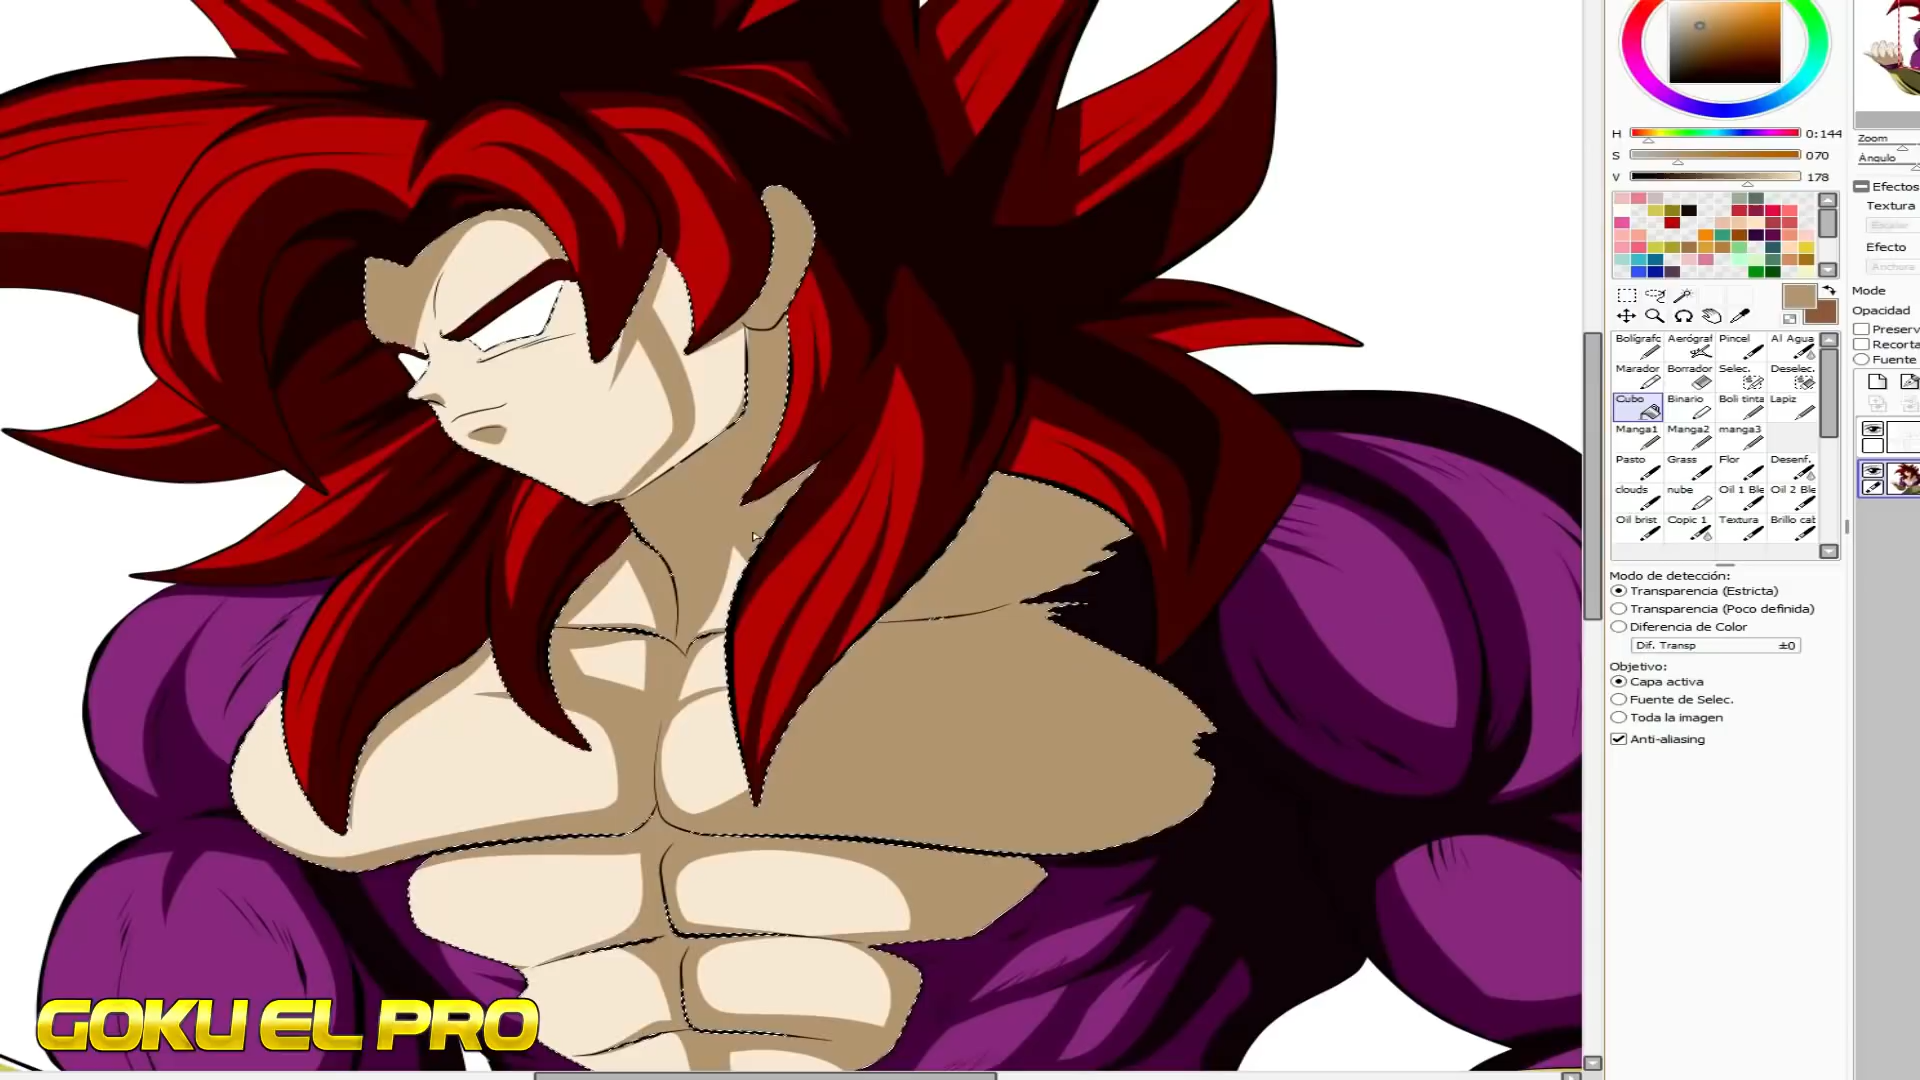 H 0:144
S 070
V 178
Zoom
Ángulo
Efectos
Textura
Escalar
Efecto
Anchora
Mode
Opacidad
Preserv
Recorta
Fuente
Bolígrafc Aerógraf Pincel Al Agua
Marador Borrador Selec. Deselec.
Cubo Binario Boli tinta Lapiz
Manga1 Manga2 manga3
Pasto Grass Flor Desenf.
clouds nube Oil 1 Ble Oil 2 Ble
Oil brist Copic 1 Textura Brillo cat
Modo de detección:
Transparencia (Estricta)
Transparencia (Poco definida)
Diferencia de Color
Dif. Transp ±0
Objetivo:
Capa activa
Fuente de Selec.
Toda la imagen
Anti-aliasing
GOKU EL PRO